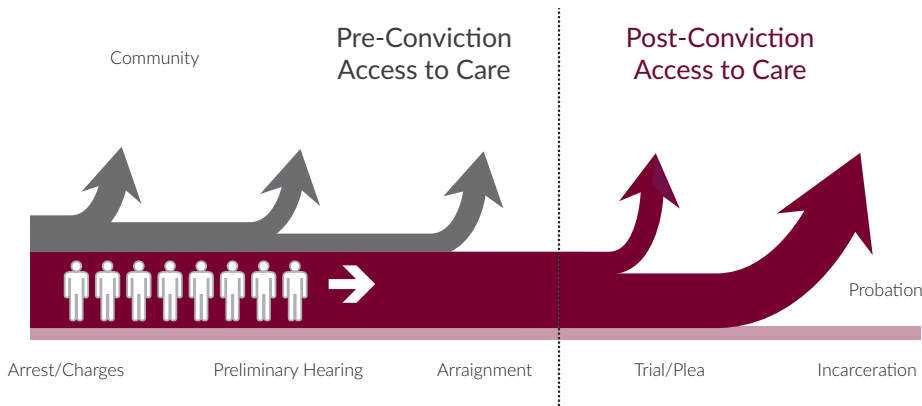 Community
Pre-Conviction
Access to Care
Post-Conviction
Access to Care
Probation
Arrest/Charges
Preliminary Hearing
Arraignment
Trial/Plea
Incarceration